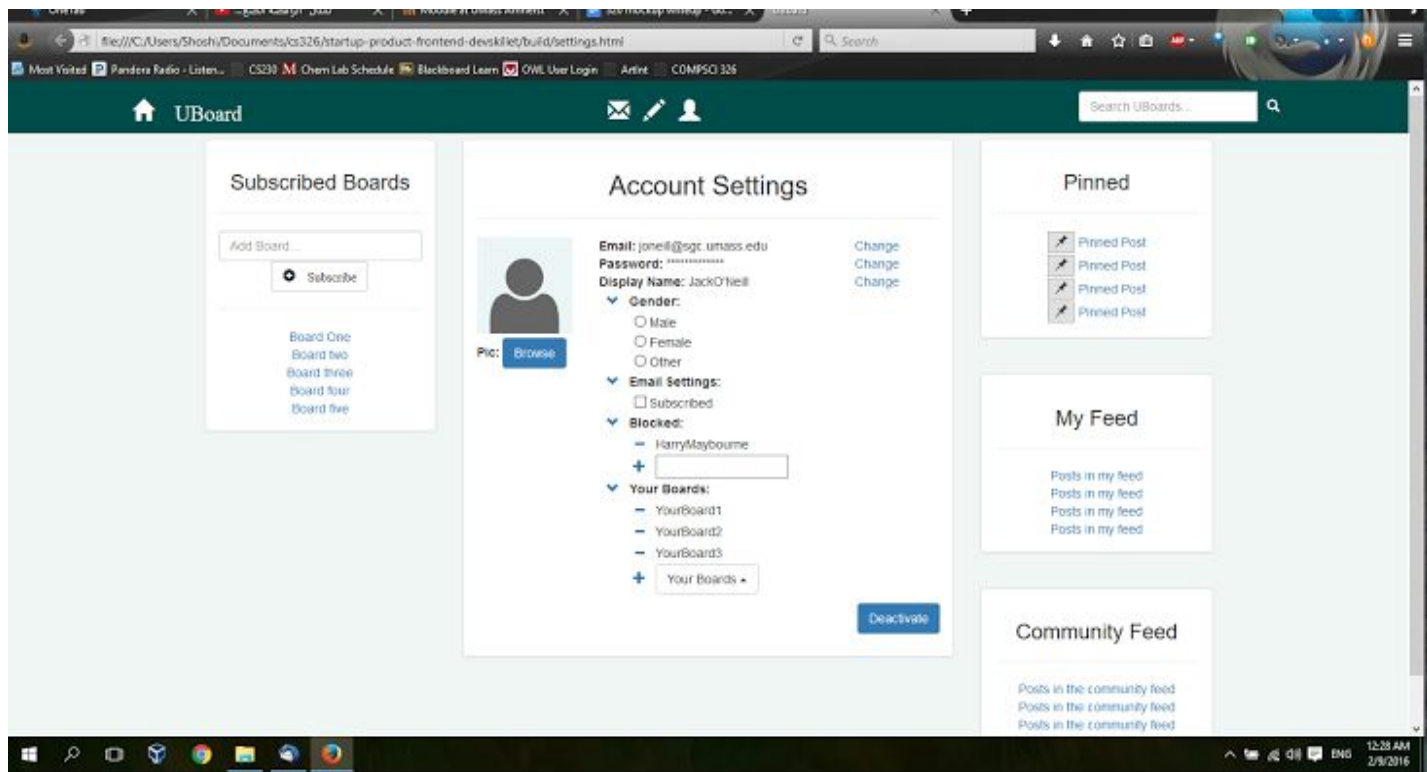 OneTab
Moodle at UMass Amherst
file:///C:/Users/Shoshi/Documents/cs326/startup-product-frontend-devskillet/build/settings.html
Search
Most Visited Pandora Radio - Listen... CS230 Chem Lab Schedule Blackboard Learn OWL User Login Artint COMPSCI 326
UBoard
Search UBoards...
Subscribed Boards
Add Board...
Subscribe
Board One
Board two
Board three
Board four
Board five
Account Settings
Pic: Browse
Email: joneill@sgc.umass.edu Change
Password: ************* Change
Display Name: JackO'Neill Change
Gender:
Male
Female
Other
Email Settings:
Subscribed
Blocked:
HarryMaybourne
Your Boards:
YourBoard1
YourBoard2
YourBoard3
Your Boards
Deactivate
Pinned
Pinned Post
Pinned Post
Pinned Post
Pinned Post
My Feed
Posts in my feed
Posts in my feed
Posts in my feed
Posts in my feed
Community Feed
Posts in the community feed
Posts in the community feed
Posts in the community feed
ENG
12:28 AM
2/9/2016